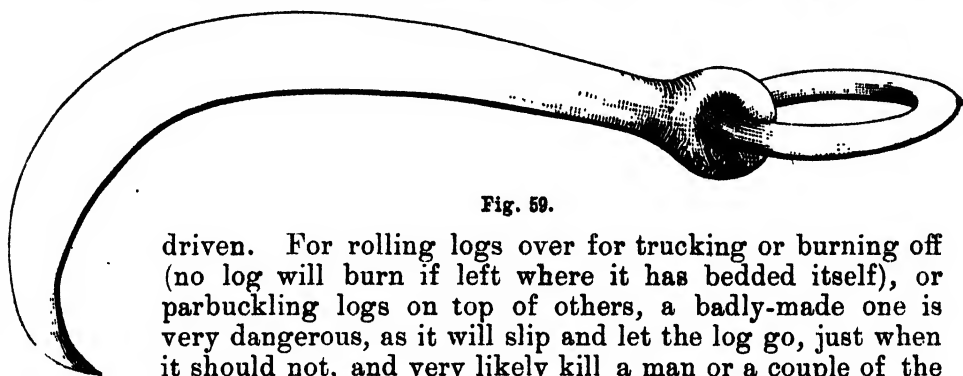 Fig. 59.
driven. For rolling logs over for trucking or burning off
(no log will burn if left where it has bedded itself), or
parbuckling logs on top of others, a badly-made one is
very dangerous, as it will slip and let the log go, just when
it should not, and very likely kill a man or a couple of the